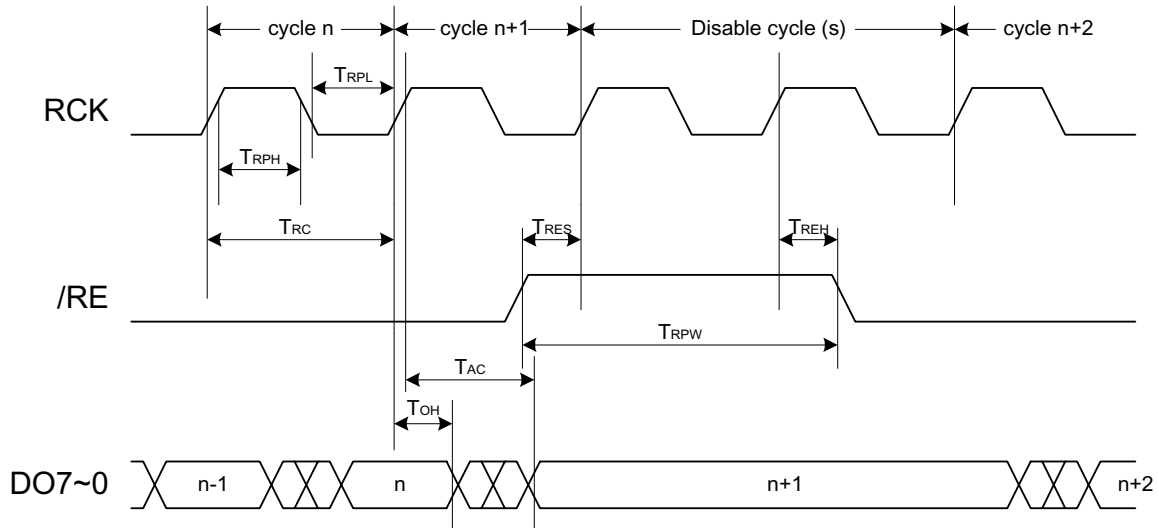 cycle n
cycle n+1
Disable cycle (s)
cycle n+2
TRPL
RCK
TRPH
TRC
TRES
TREH
/RE
TRPW
TAC
TOH
DO7~0
n-1
n
n+1
n+2